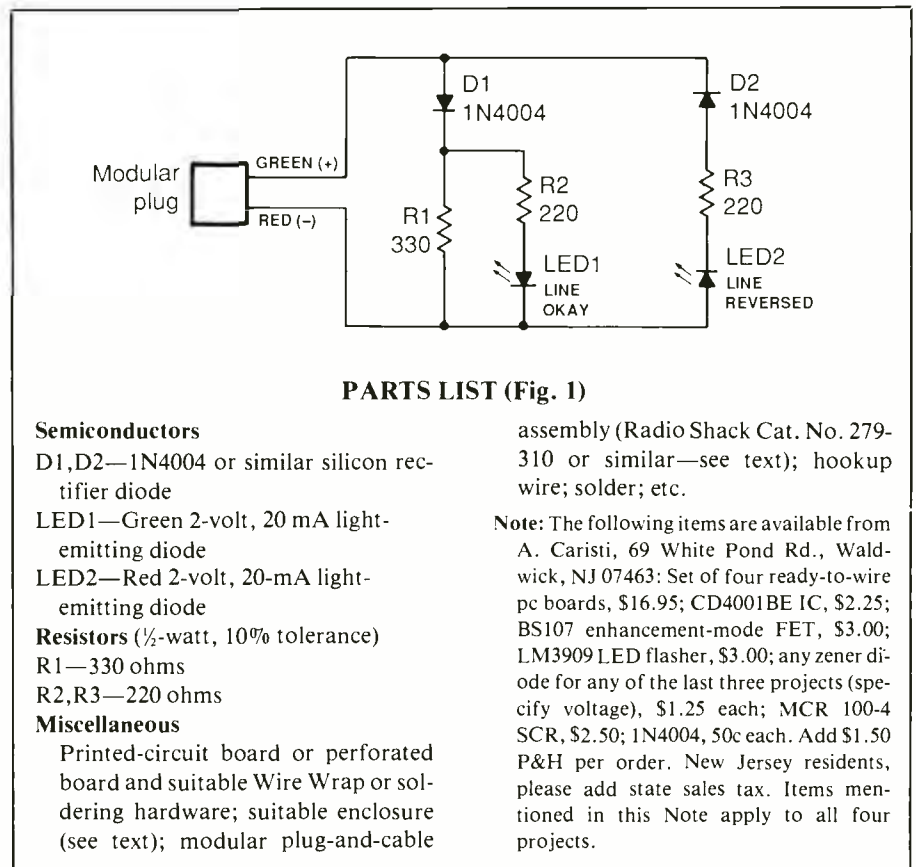 D1
1N4004
D2
1N4004
Modular
plug
GREEN (+)
RED (−)
R1
330
R2
220
R3
220
LED1
LINE
OKAY
LED2
LINE
REVERSED
PARTS LIST (Fig. 1)
Semiconductors
D1,D2—1N4004 or similar silicon rec-
tifier diode
LED1—Green 2-volt, 20 mA light-
emitting diode
LED2—Red 2-volt, 20-mA light-
emitting diode
Resistors (½-watt, 10% tolerance)
R1—330 ohms
R2,R3—220 ohms
Miscellaneous
Printed-circuit board or perforated
board and suitable Wire Wrap or sol-
dering hardware; suitable enclosure
(see text); modular plug-and-cable
assembly (Radio Shack Cat. No. 279-
310 or similar—see text); hookup
wire; solder; etc.
Note: The following items are available from
A. Caristi, 69 White Pond Rd., Wald-
wick, NJ 07463: Set of four ready-to-wire
pc boards, $16.95; CD4001BE IC, $2.25;
BS107 enhancement-mode FET, $3.00;
LM3909 LED flasher, $3.00; any zener di-
ode for any of the last three projects (spe-
cify voltage), $1.25 each; MCR 100-4
SCR, $2.50; 1N4004, 50c each. Add $1.50
P&H per order. New Jersey residents,
please add state sales tax. Items men-
tioned in this Note apply to all four
projects.